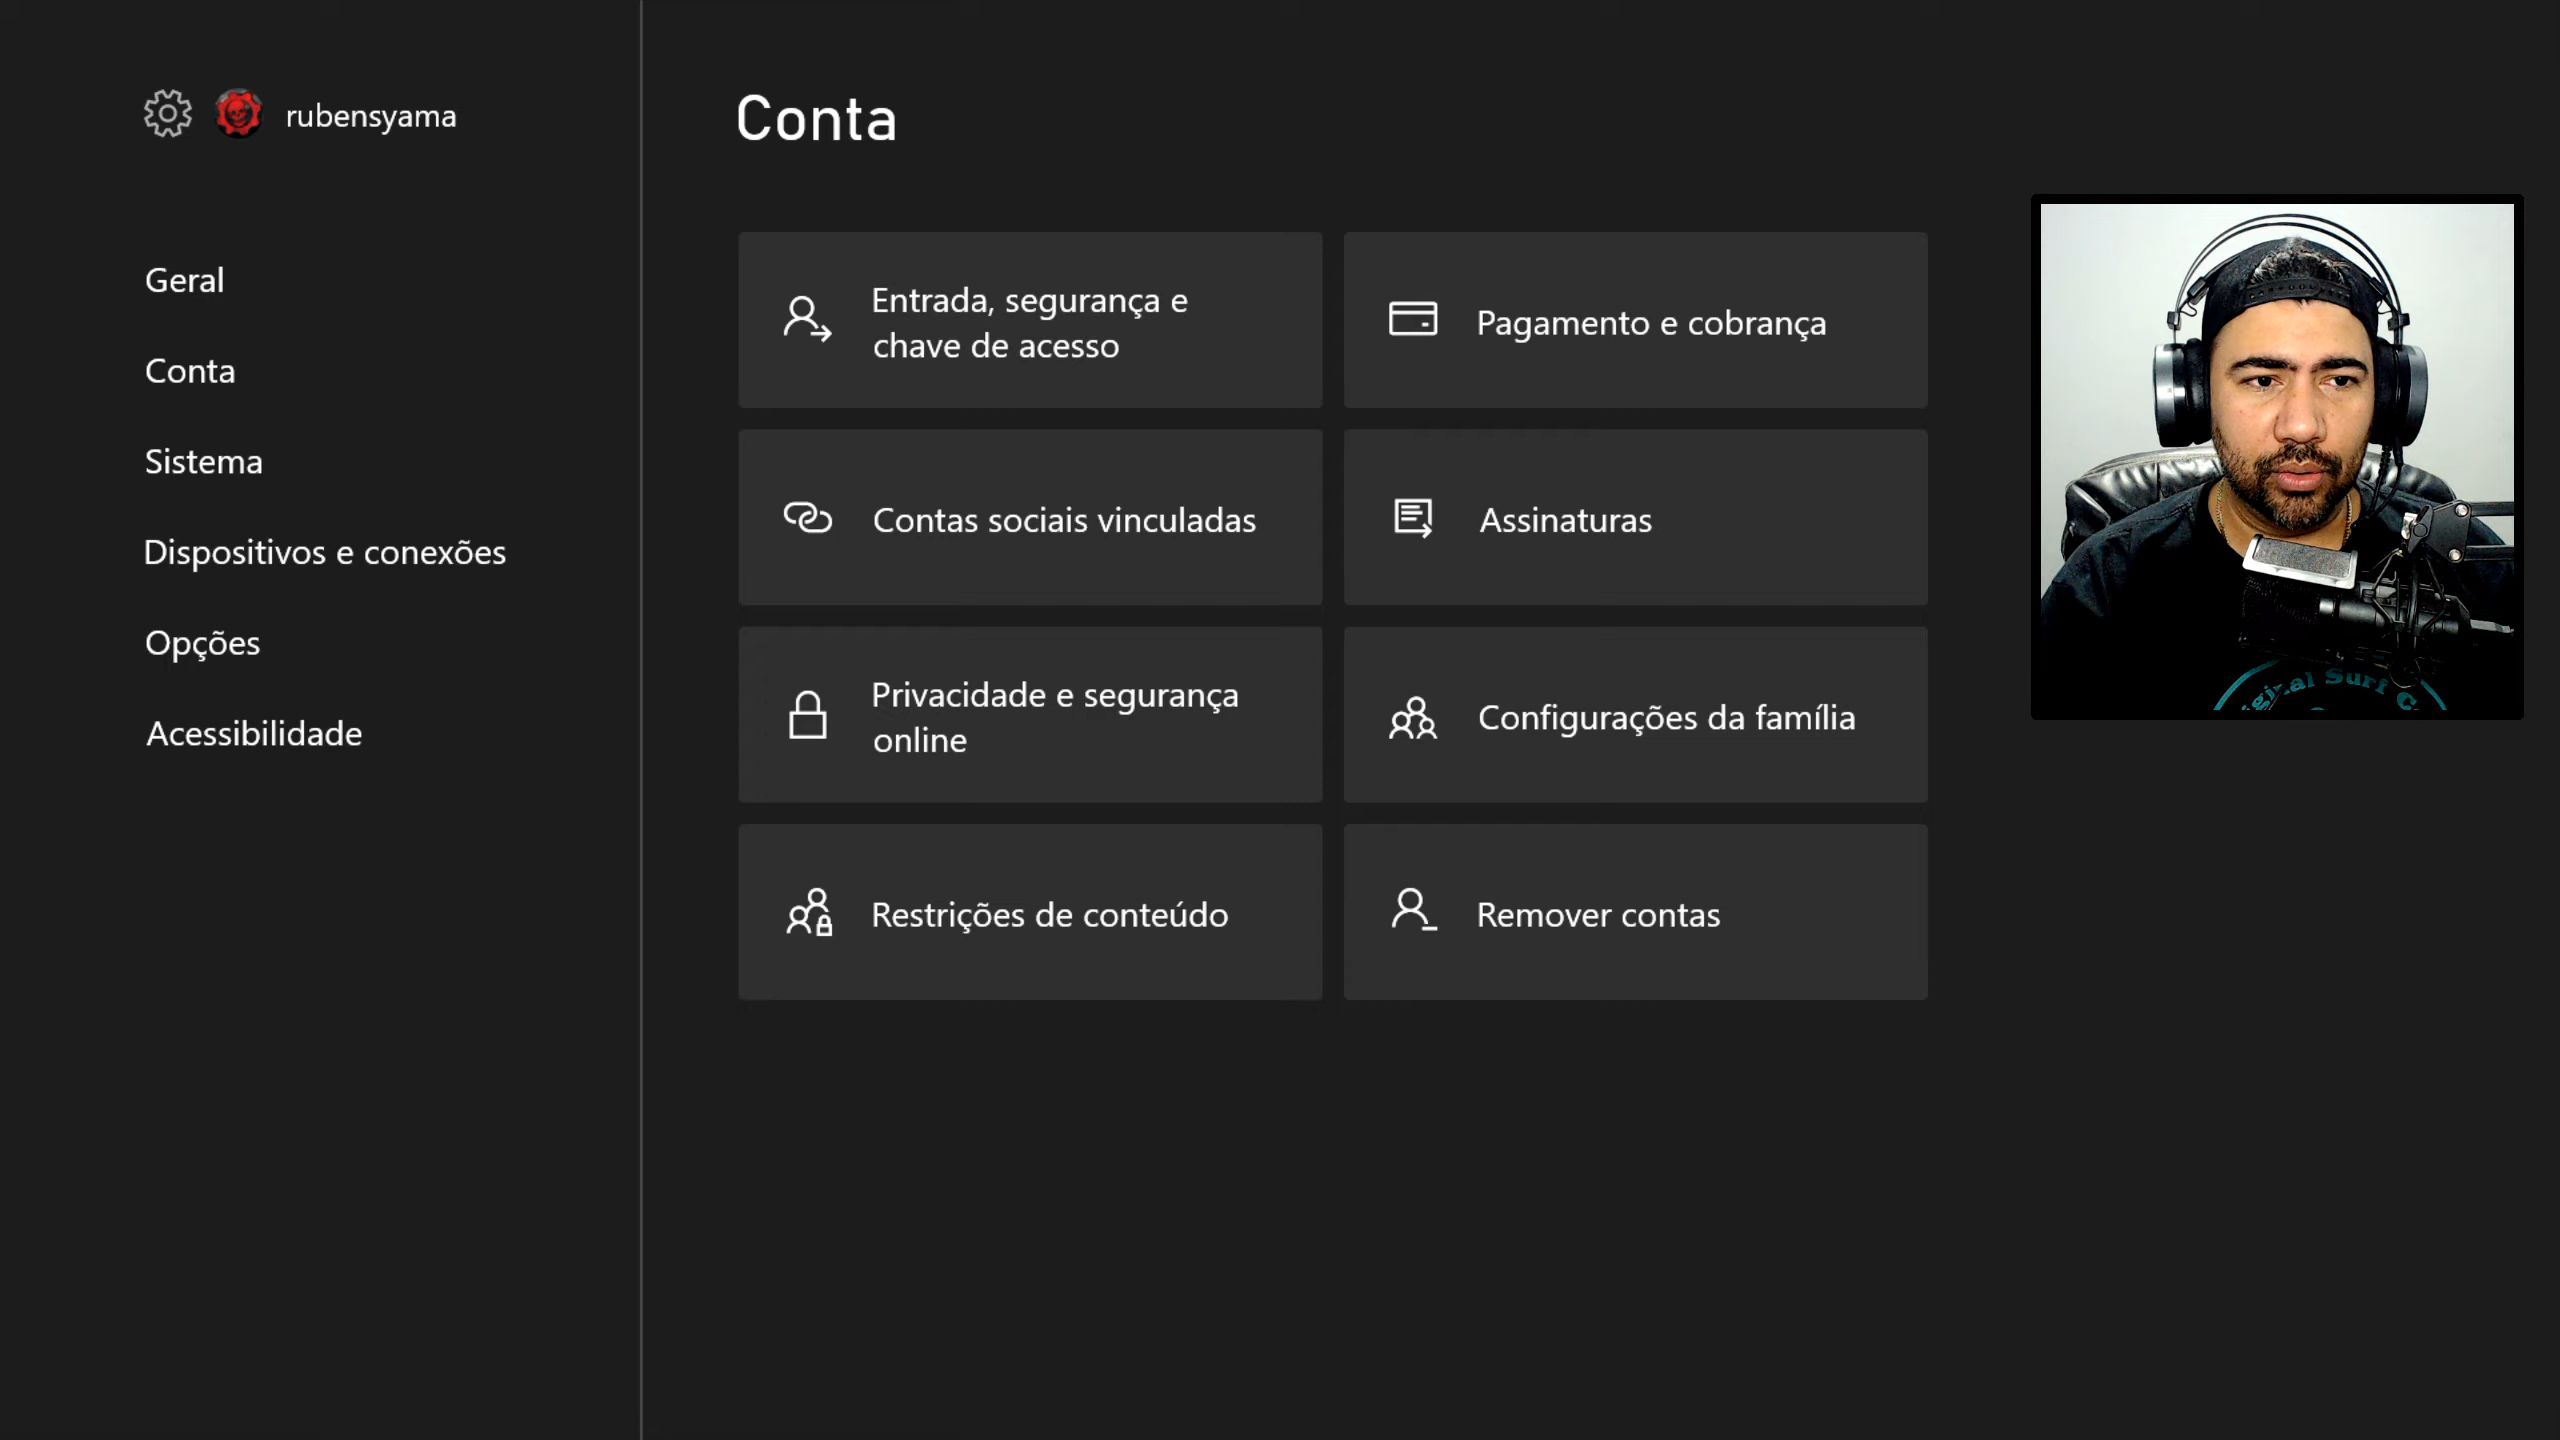 rubensyama
Geral
Conta
Sistema
Dispositivos e conexões
Opções
Acessibilidade
Conta
Entrada, segurança e
chave de acesso
Pagamento e cobrança
Contas sociais vinculadas
Assinaturas
Privacidade e segurança
online
Configurações da família
Restrições de conteúdo
Remover contas
Surf